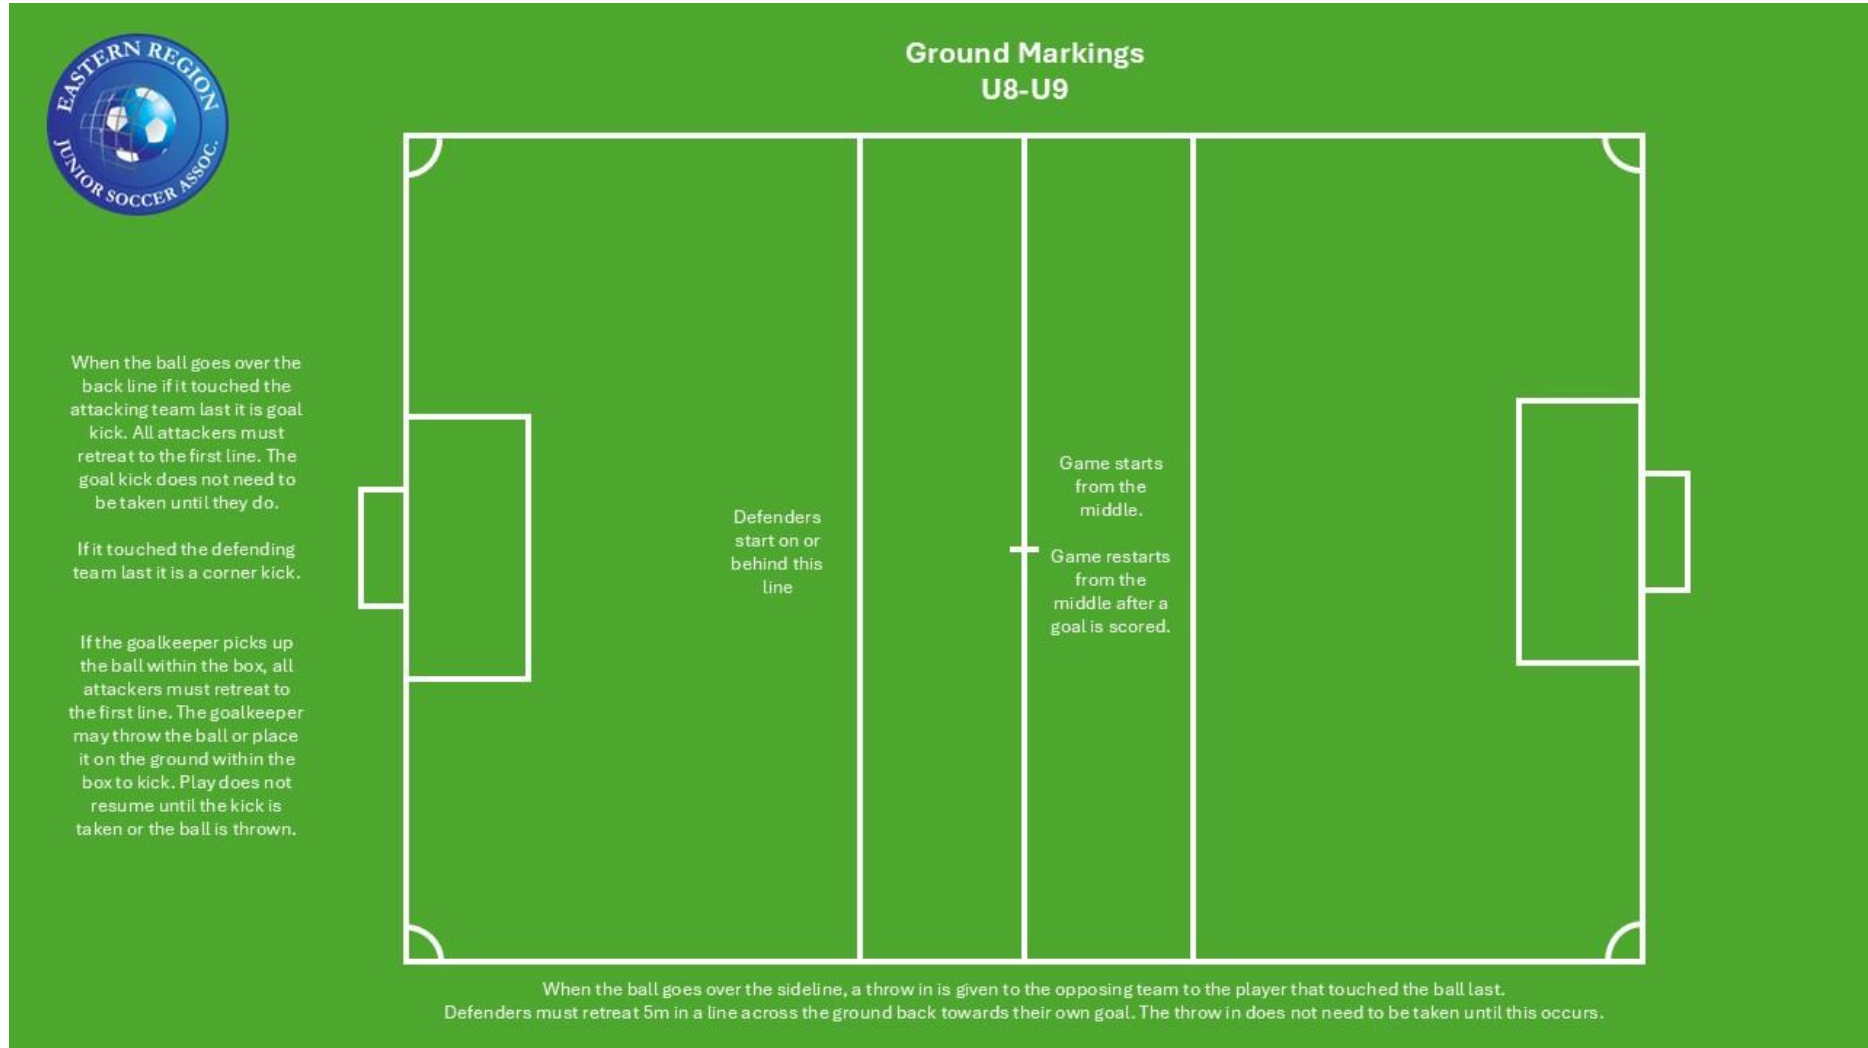 EASTERN REGION
JUNIOR SOCCER ASSOC.
Ground Markings
U8-U9
When the ball goes over the
back line if it touched the
attacking team last it is goal
kick. All attackers must
retreat to the first line. The
goal kick does not need to
be taken until they do.
If it touched the defending
team last it is a corner kick.
If the goalkeeper picks up
the ball within the box, all
attackers must retreat to
the first line. The goalkeeper
may throw the ball or place
it on the ground within the
box to kick. Play does not
resume until the kick is
taken or the ball is thrown.
Defenders
start on or
behind this
line
Game starts
from the
middle.
Game restarts
from the
middle after a
goal is scored.
When the ball goes over the sideline, a throw in is given to the opposing team to the player that touched the ball last.
Defenders must retreat 5m in a line across the ground back towards their own goal. The throw in does not need to be taken until this occurs.